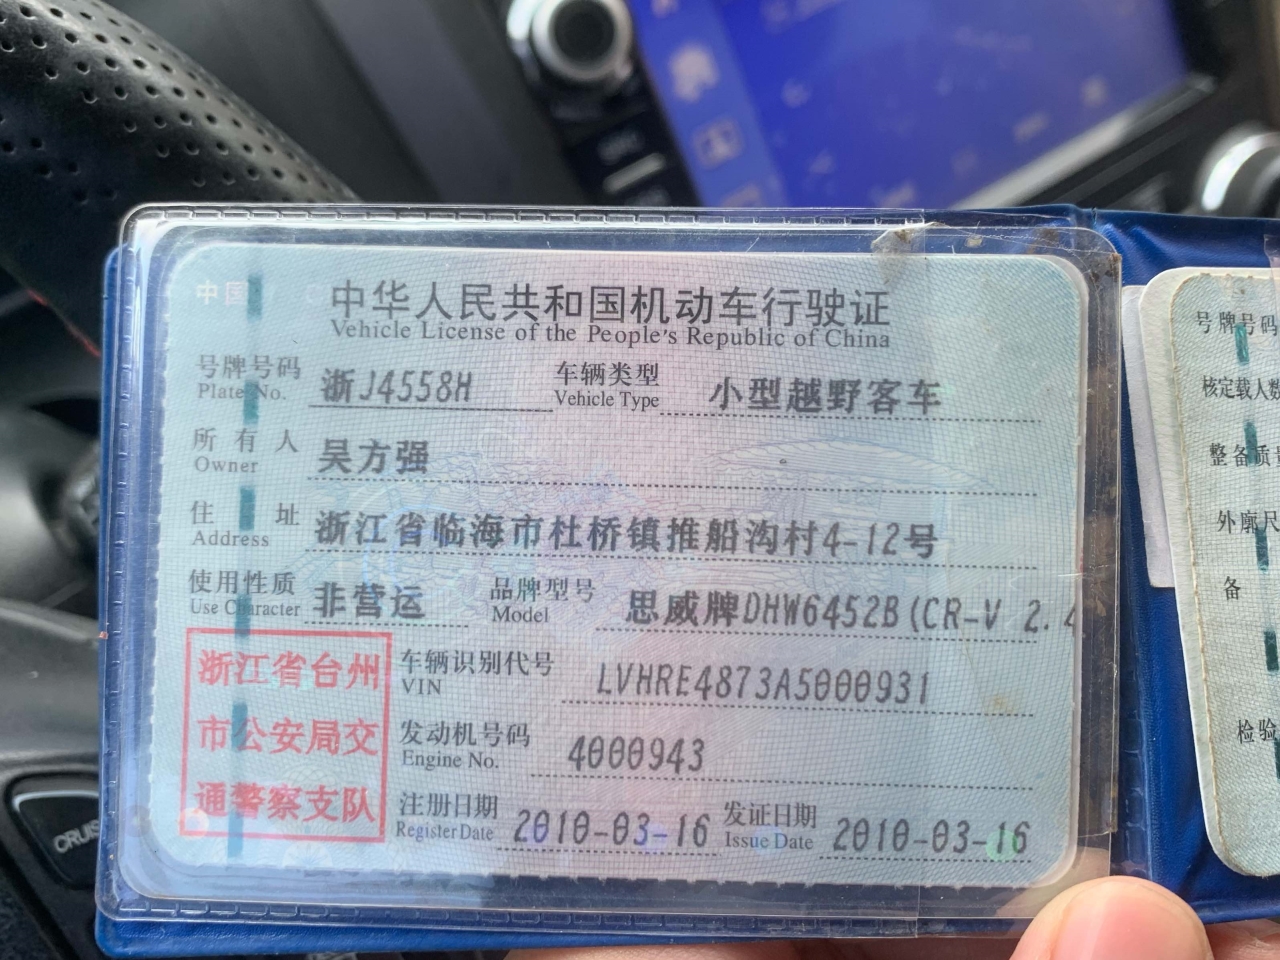 中国
中华人民共和国机动车行驶证
Vehicle License of the People's Republic of China
号牌号码 浙J4558H 车辆类型 小型越野客车
Plate No. Vehicle Type
所有人 吴方强
Owner
住址 浙江省临海市杜桥镇推船沟村4-12号
Address
使用性质 非营运 品牌型号 思威牌DHW6452B(CR-V 2.4
Use Character Model
浙江省台州
市公安局交
通警察支队
车辆识别代号 LVHRE4873A5000931
VIN
发动机号码 4000943
Engine No.
注册日期 2010-03-16 发证日期 2010-03-16
Register Date Issue Date
号牌号码
核定载人数
整备质量
外廓尺
备
检验
CRUIS